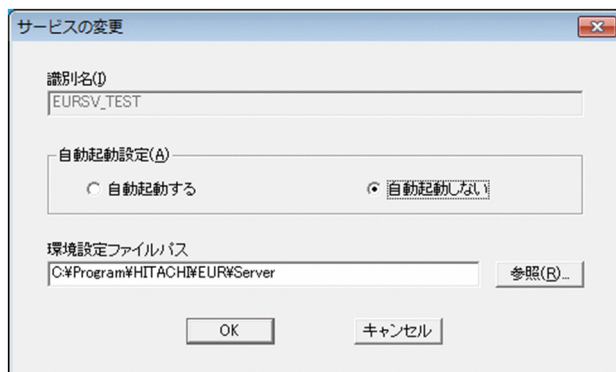 サービスの変更
識別名(I)
EURSV_TEST
自動起動設定(A)
自動起動する 自動起動しない
環境設定ファイルパス
C:¥Program¥HITACHI¥EUR¥Server 参照(R)...
OK キャンセル